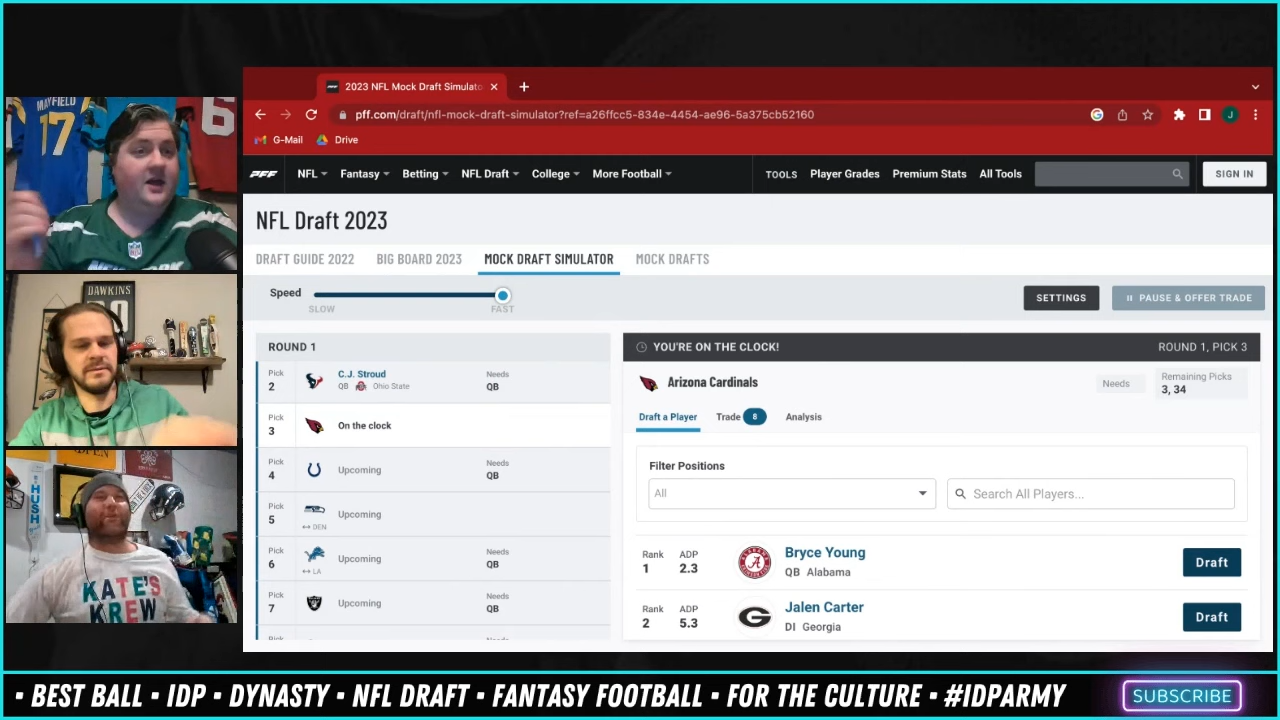 MAYFIELD
17
6
DAWKINS
HUSH
KATE'S
KREW
2023 NFL Mock Draft Simulato
pff.com/draft/nfl-mock-draft-simulator?ref=a26ffcc5-834e-4454-ae96-5a375cb52160
J
G-Mail
Drive
PFF
NFL
Fantasy
Betting
NFL Draft
College
More Football
TOOLS
Player Grades
Premium Stats
All Tools
SIGN IN
NFL Draft 2023
DRAFT GUIDE 2022
BIG BOARD 2023
MOCK DRAFT SIMULATOR
MOCK DRAFTS
Speed
SLOW
FAST
SETTINGS
PAUSE & OFFER TRADE
ROUND 1
Pick
2
C.J. Stroud
QB Ohio State
Needs
QB
Pick
3
On the clock
Pick
4
Upcoming
Needs
QB
Pick
5
↔ DEN
Upcoming
Pick
6
↔ LA
Upcoming
Needs
QB
Pick
7
Upcoming
Needs
QB
YOU'RE ON THE CLOCK!
ROUND 1, PICK 3
Arizona Cardinals
Needs
Remaining Picks
3, 34
Draft a Player
Trade 8
Analysis
Filter Positions
All
Search All Players...
Rank
1
ADP
2.3
Bryce Young
QB Alabama
Draft
Rank
2
ADP
5.3
Jalen Carter
DI Georgia
Draft
· BEST BALL · IDP · DYNASTY · NFL DRAFT · FANTASY FOOTBALL · FOR THE CULTURE · #IDPARMY
SUBSCRIBE